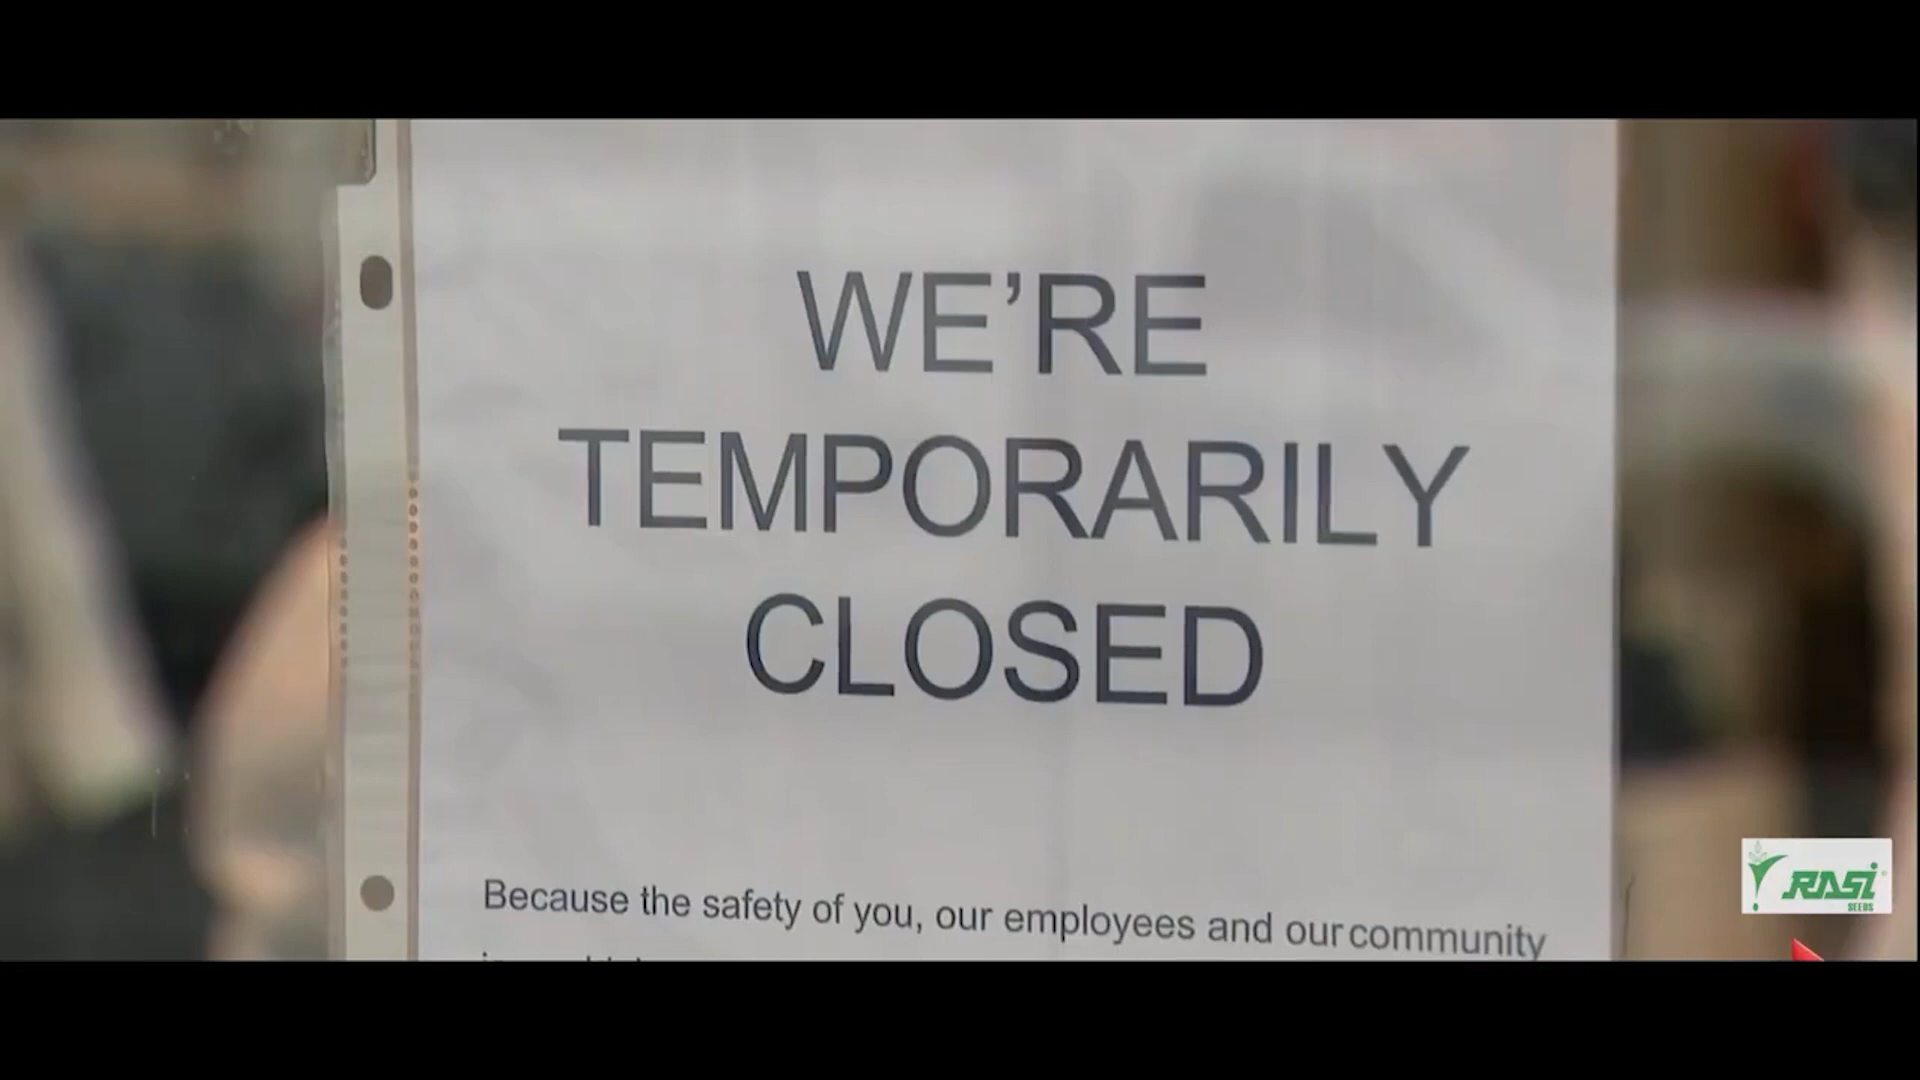 WE'RE
TEMPORARILY
CLOSED
Because the safety of you, our employees and our community
RASI
SEEDS